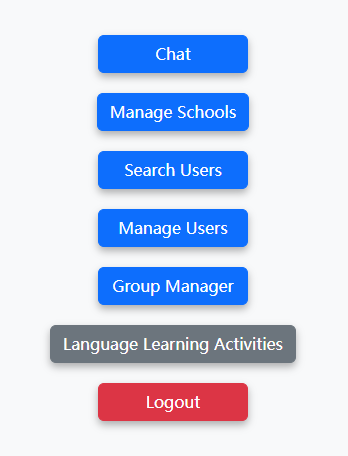 Chat
Manage Schools
Search Users
Manage Users
Group Manager
Language Learning Activities
Logout